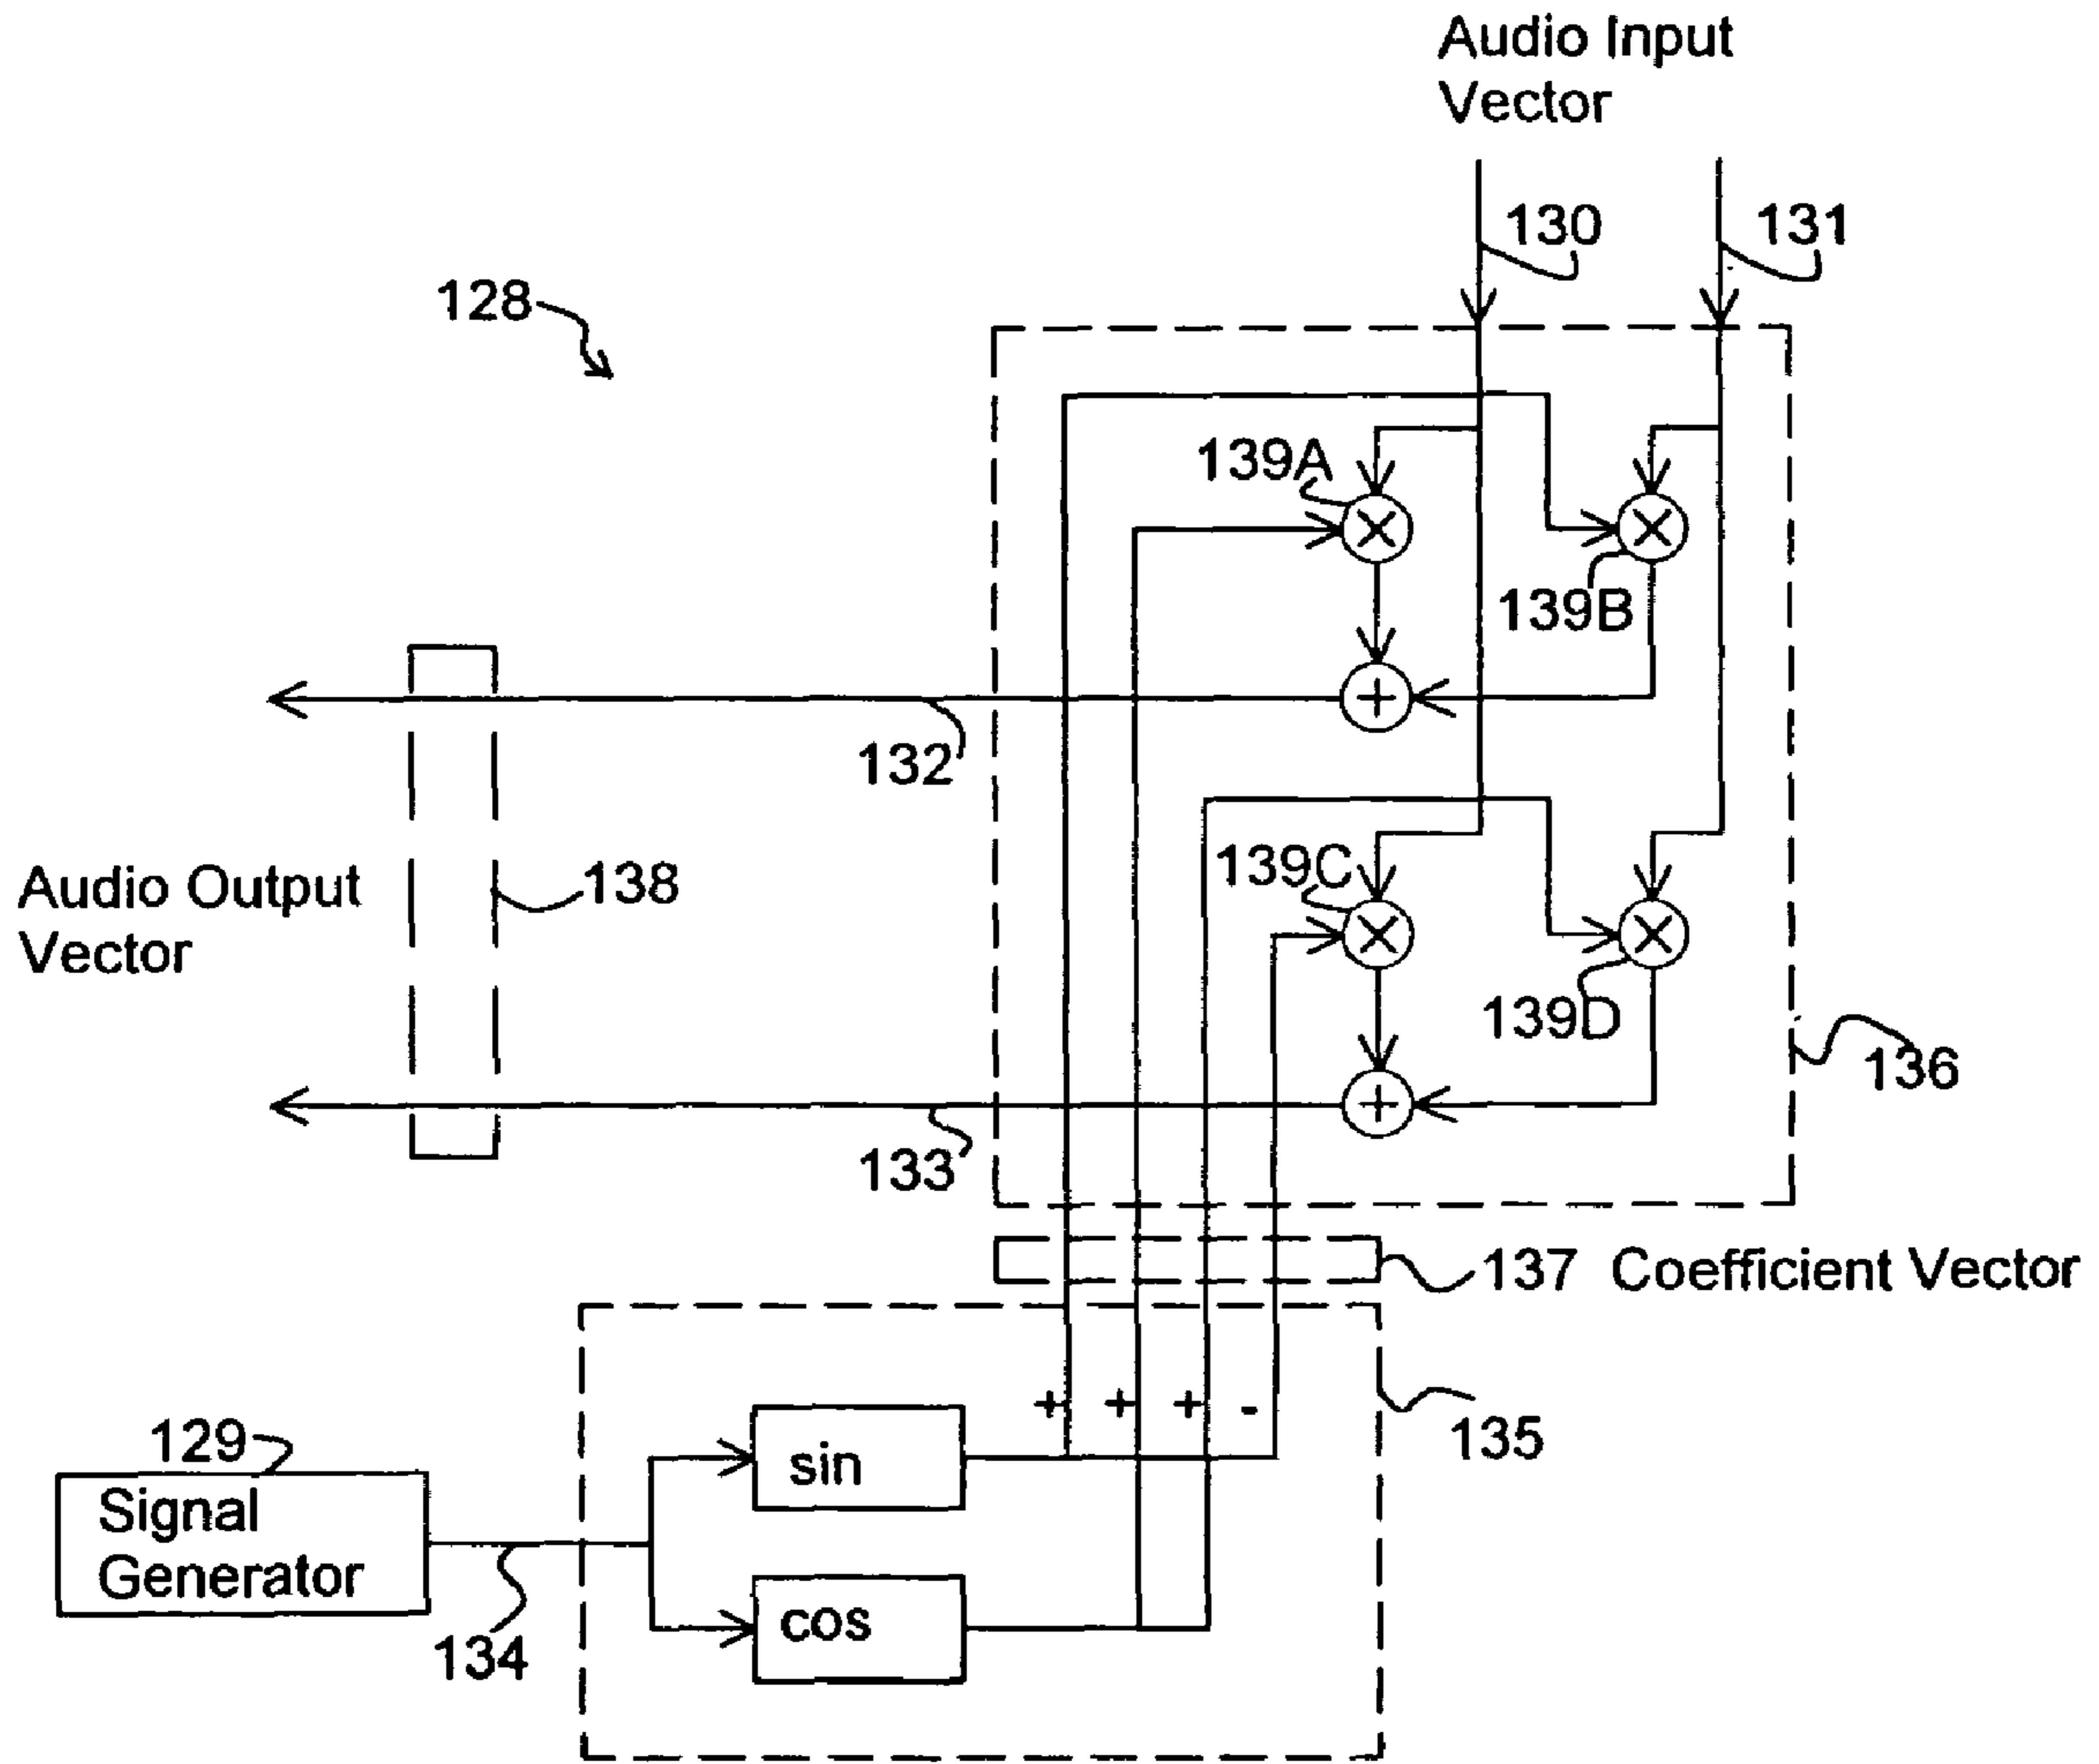 Audio Input
Vector
130
131
128
139A
139B
132
139C
138
Audio Output
Vector
139D
136
133
137 Coefficient Vector
+ + + -
135
129
sin
Signal
Generator
cos
134